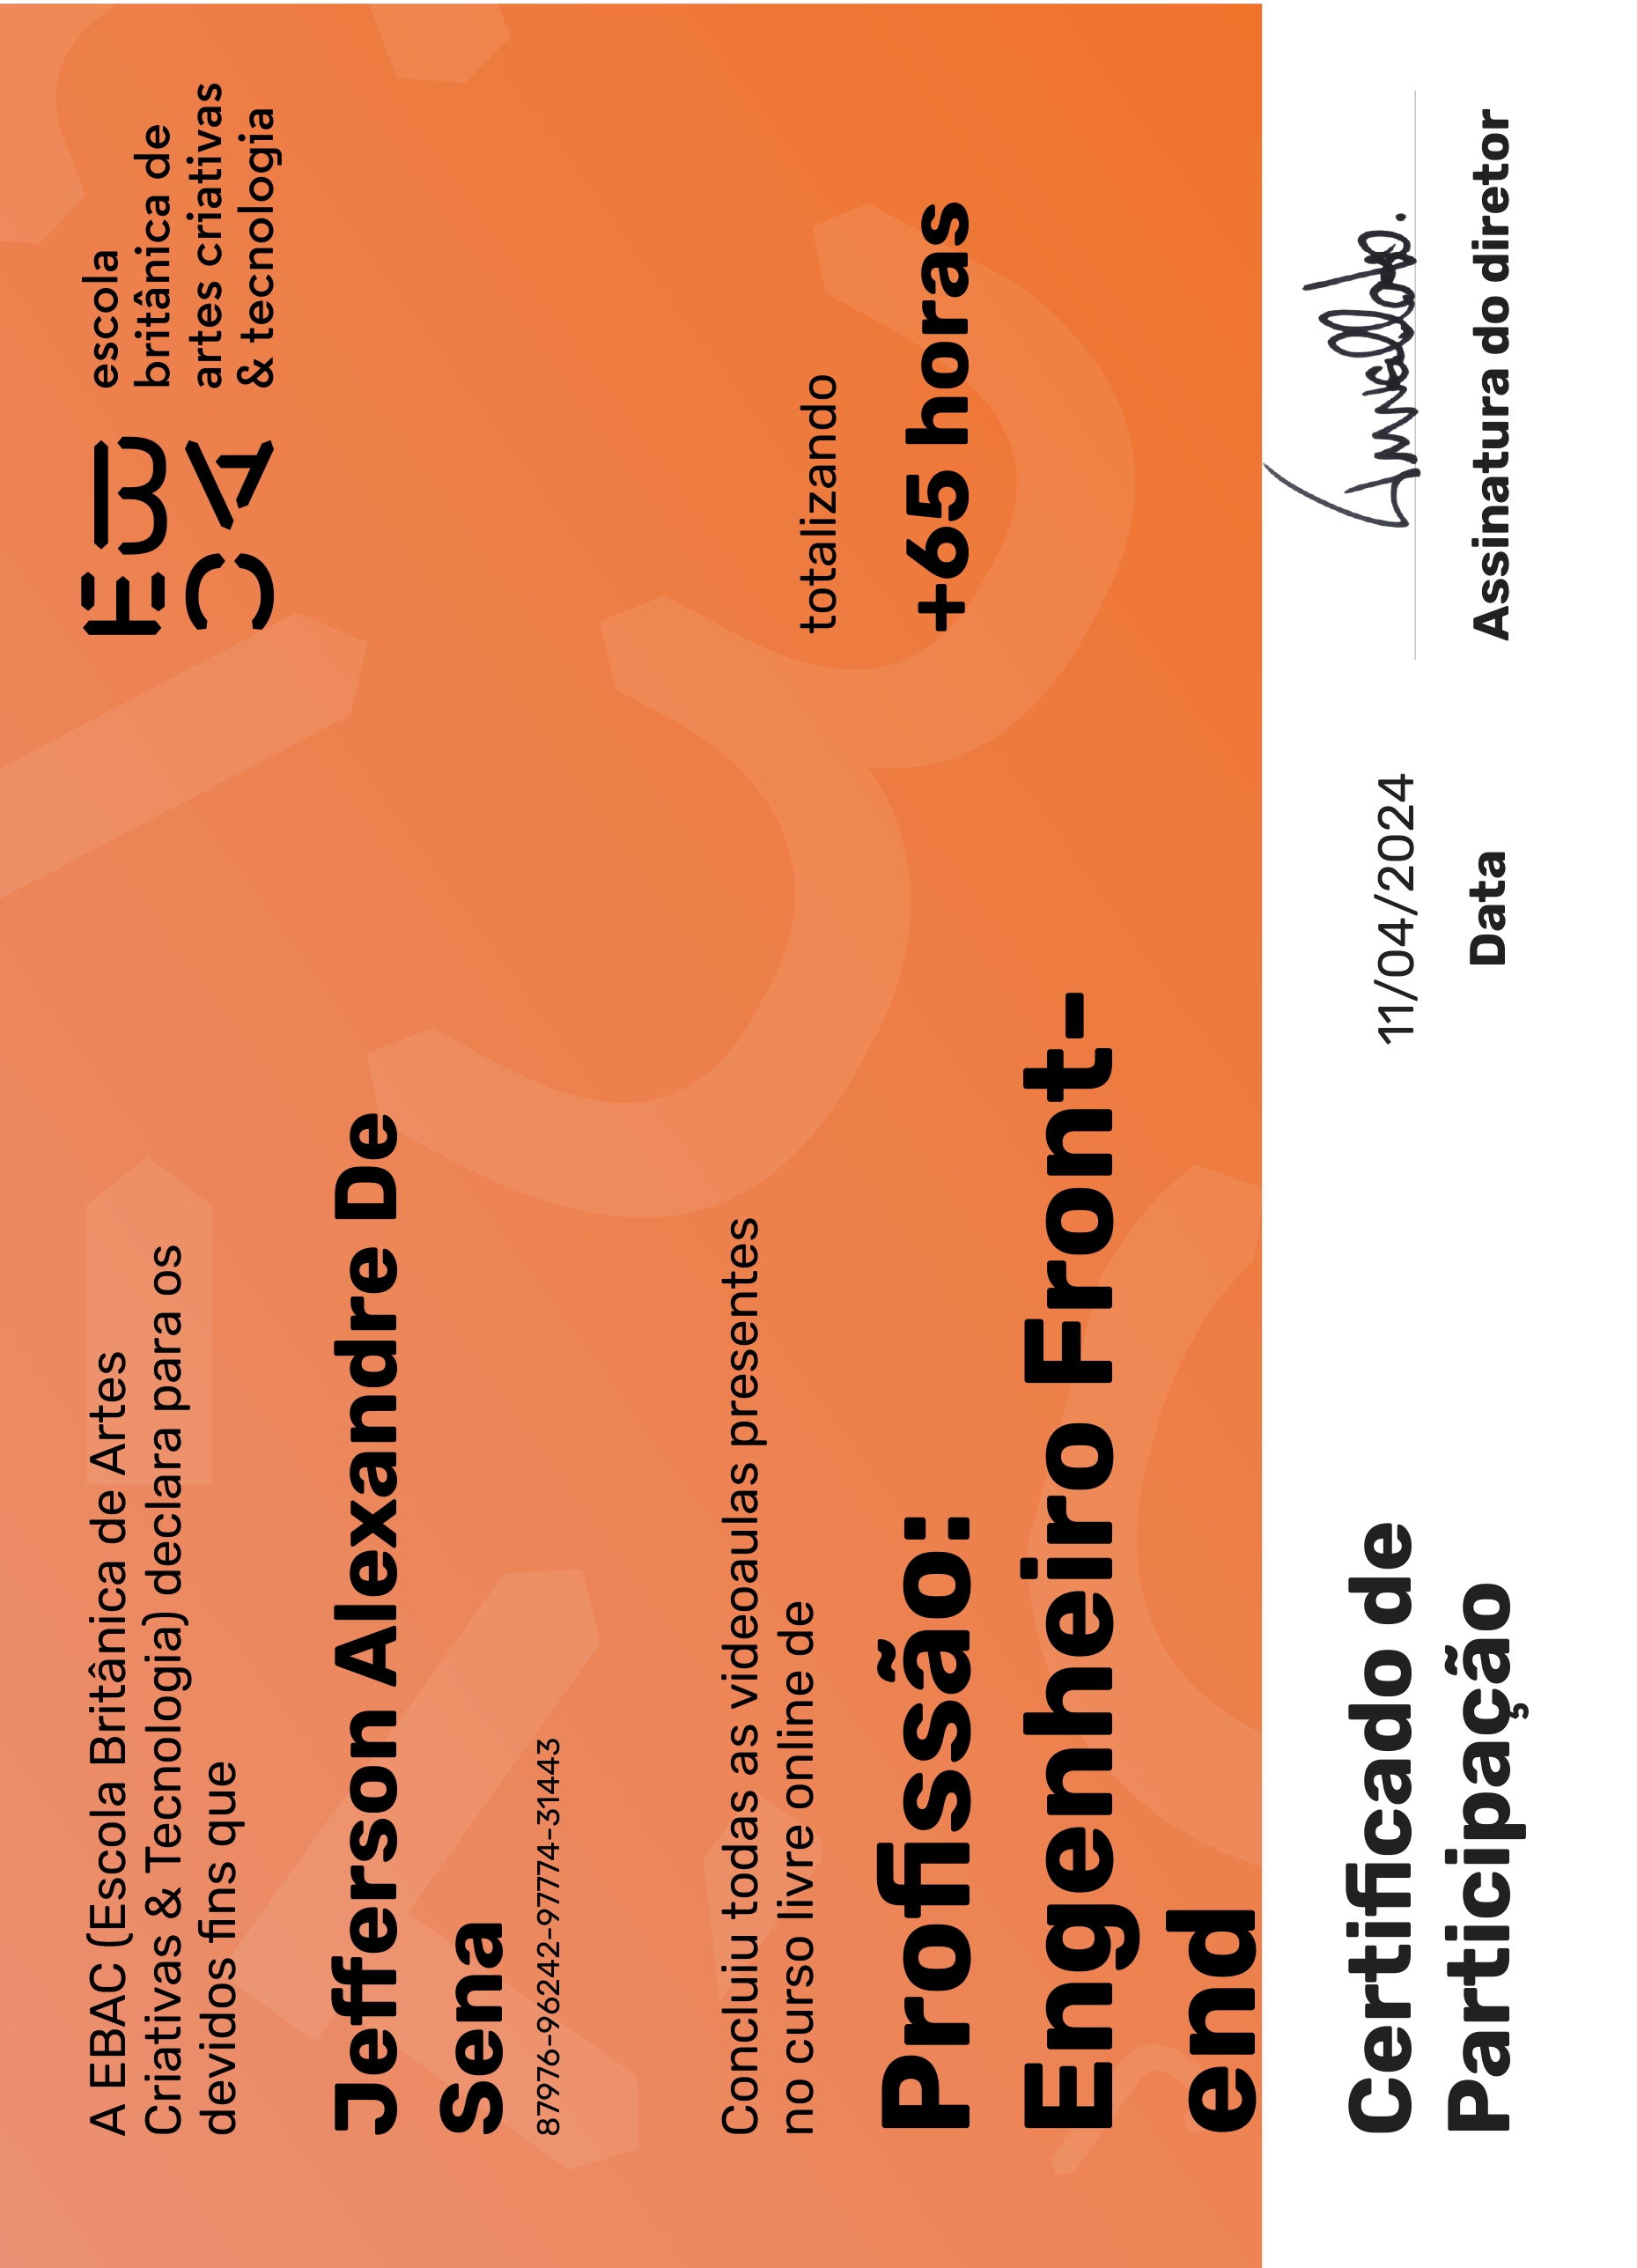 A EBAC (Escola Britânica de Artes
Criativas & Tecnologia) declara para os
devidos fins que
EBAC
escola
britânica de
artes criativas
& tecnologia
Jefferson Alexandre De
Sena
87976-96242-97774-31443
Concluiu todas as videoaulas presentes
no curso livre online de
Profissão:
Engenheiro Front-
end
totalizando
+65 horas
Certificado de
Participação
11/04/2024
Data
Assinatura do diretor